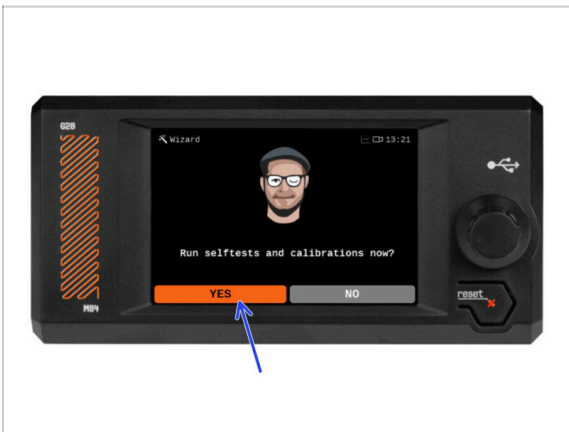 G28
Wizard
13:21
Run selftests and calibrations now?
YES
NO
reset
M84